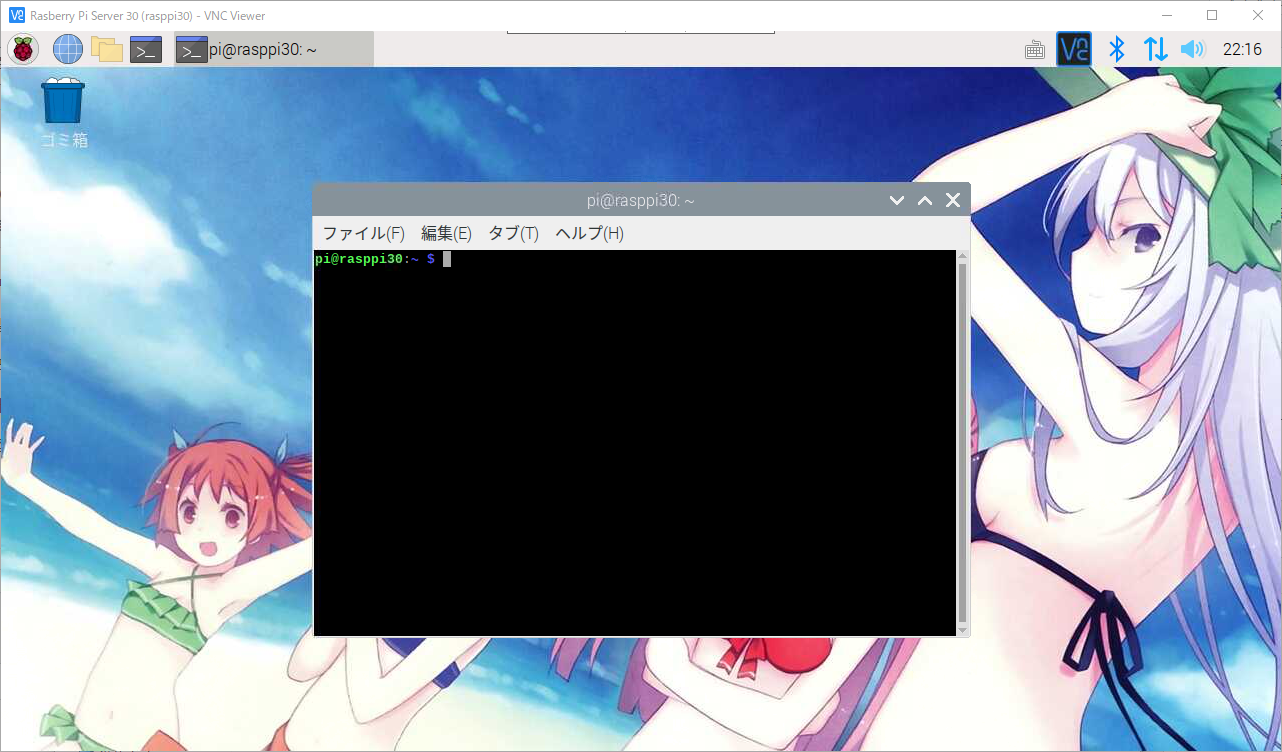 Rasberry Pi Server 30 (rasppi30) - VNC Viewer
pi@rasppi30: ~
22:16
ゴミ箱
pi@rasppi30: ~
ファイル(F) 編集(E) タブ(T) ヘルプ(H)
pi@rasppi30:~ $